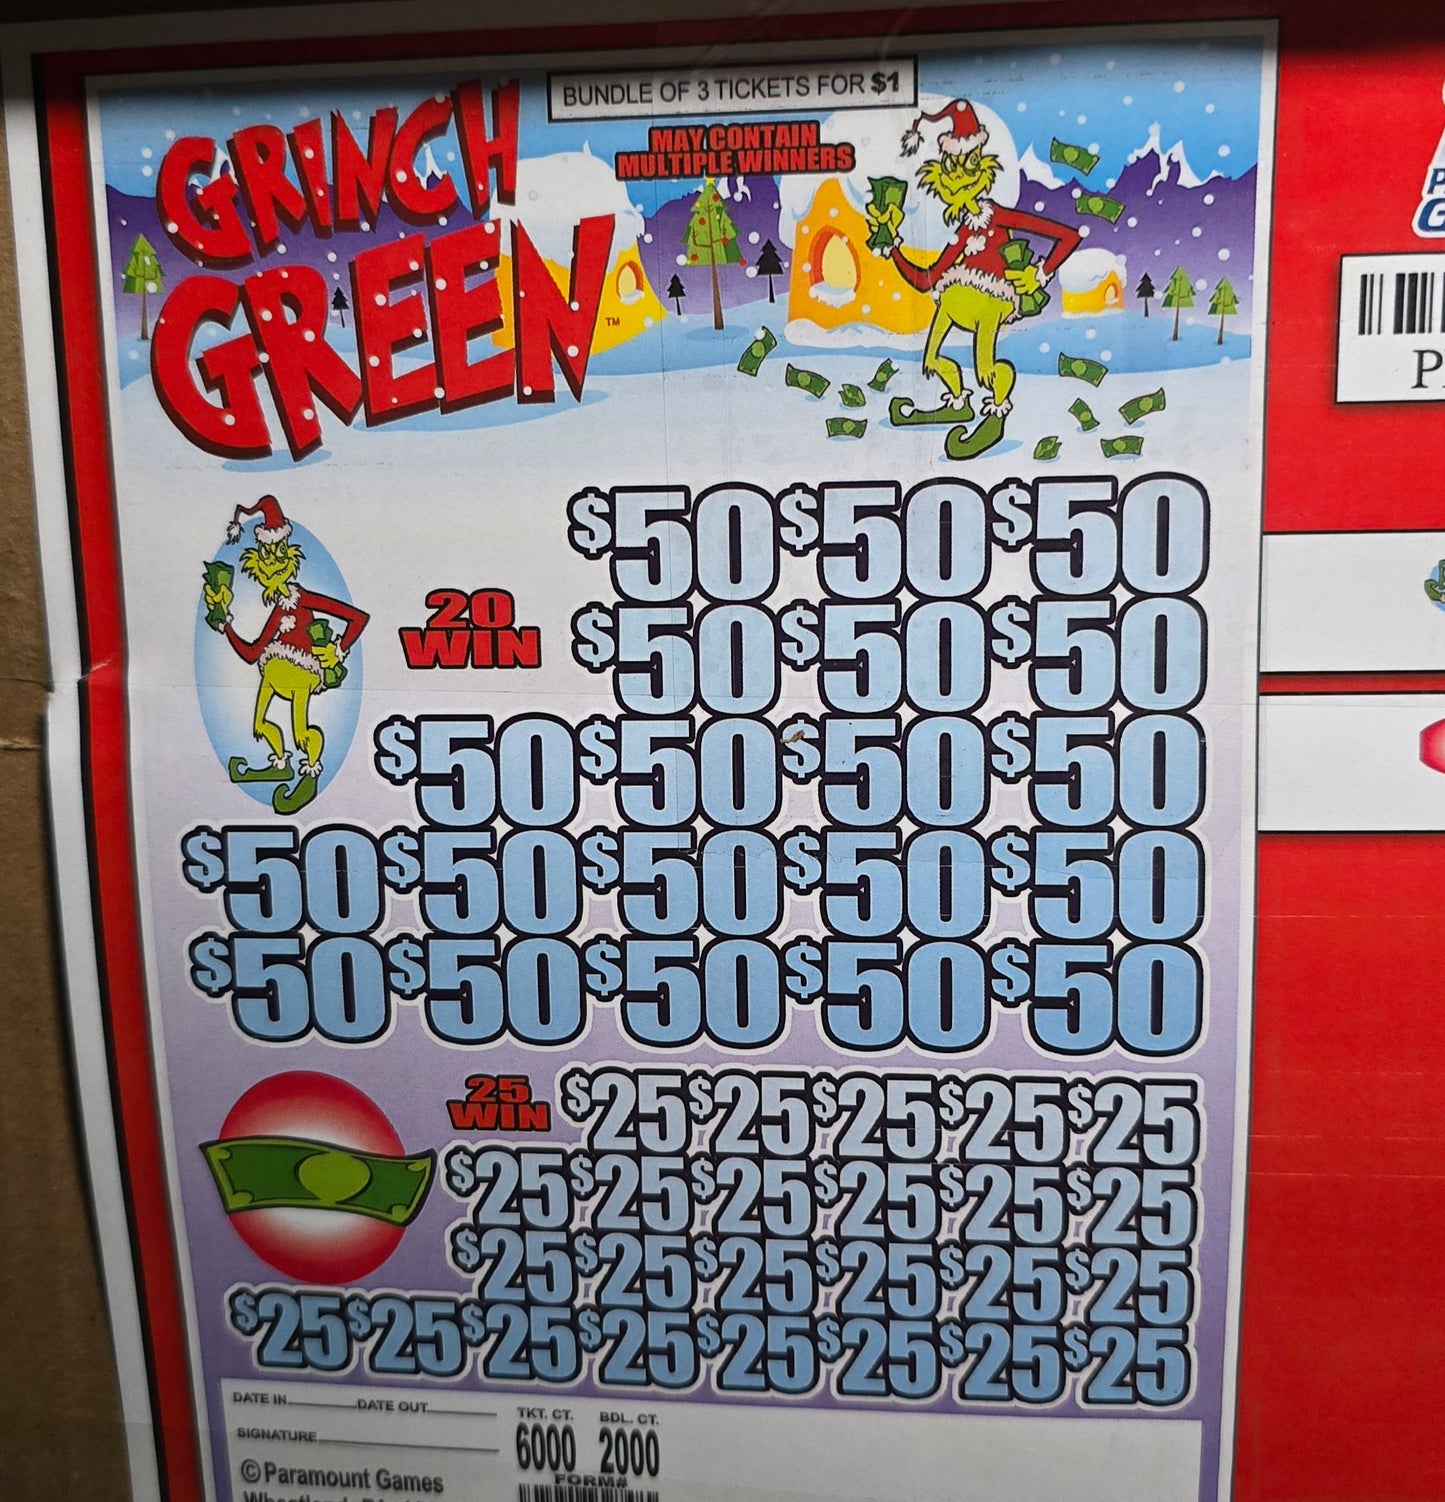 BUNDLE OF 3 TICKETS FOR $1
MAY CONTAIN
MULTIPLE WINNERS
GRINCH
GREEN™
$50 $50 $50
20
WIN
$50 $50 $50
$50 $50 $50 $50
$50 $50 $50 $50 $50
$50 $50 $50 $50 $50
25
WIN
$25 $25 $25 $25 $25
$25 $25 $25 $25 $25 $25
$25 $25 $25 $25 $25 $25
$25 $25 $25 $25 $25 $25 $25 $25
DATE IN DATE OUT
SIGNATURE
TKT. CT. BDL. CT.
6000 2000
FORM#
©Paramount Games